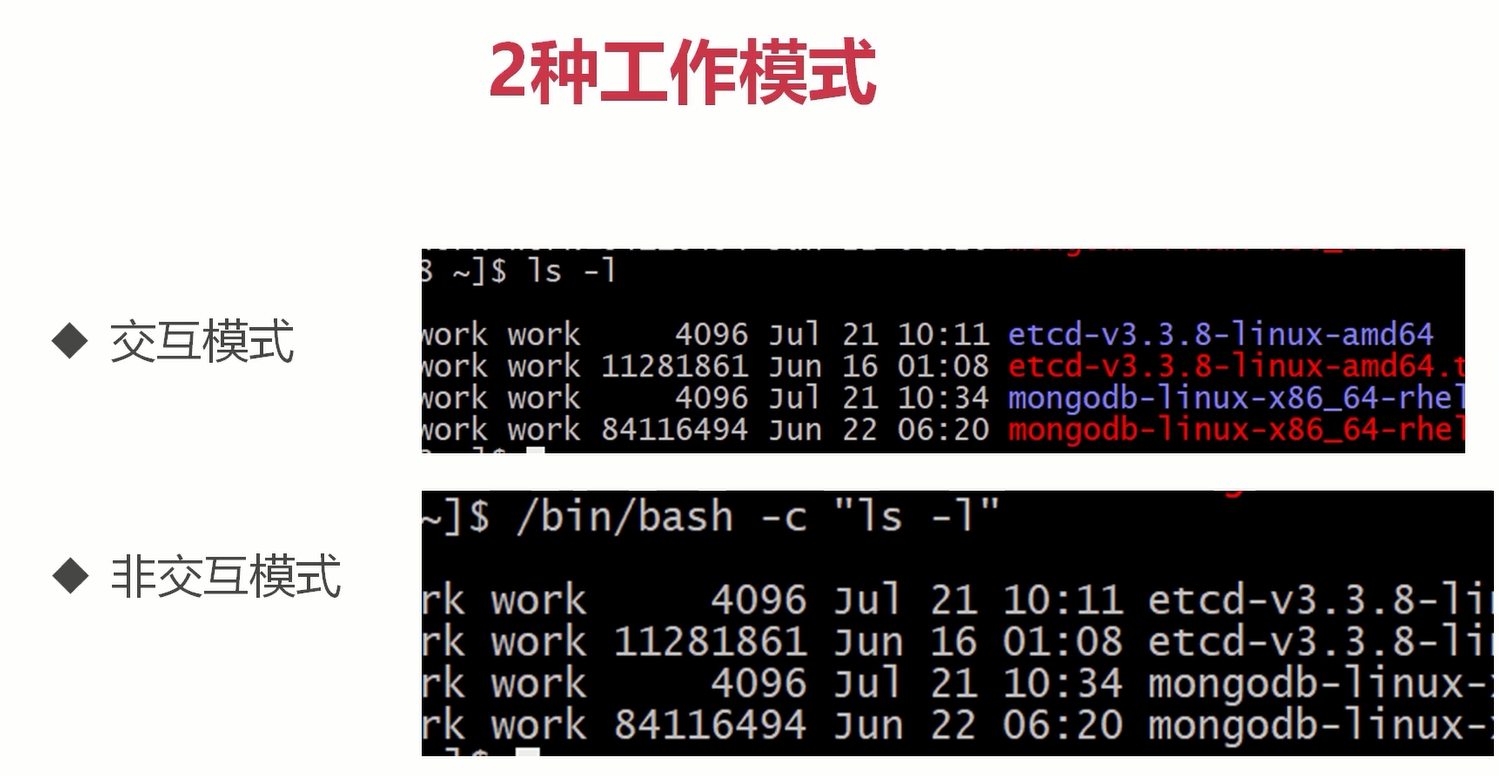 2种工作模式
8 ~]$ ls -l
◆ 交互模式
work work 4096 Jul 21 10:11 etcd-v3.3.8-linux-amd64
work work 11281861 Jun 16 01:08 etcd-v3.3.8-linux-amd64.t
work work 4096 Jul 21 10:34 mongodb-linux-x86_64-rhel
work work 84116494 Jun 22 06:20 mongodb-linux-x86_64-rhel
~]$ /bin/bash -c "ls -l"
◆ 非交互模式
rk work 4096 Jul 21 10:11 etcd-v3.3.8-lin
rk work 11281861 Jun 16 01:08 etcd-v3.3.8-lin
rk work 4096 Jul 21 10:34 mongodb-linux-x
rk work 84116494 Jun 22 06:20 mongodb-linux-x